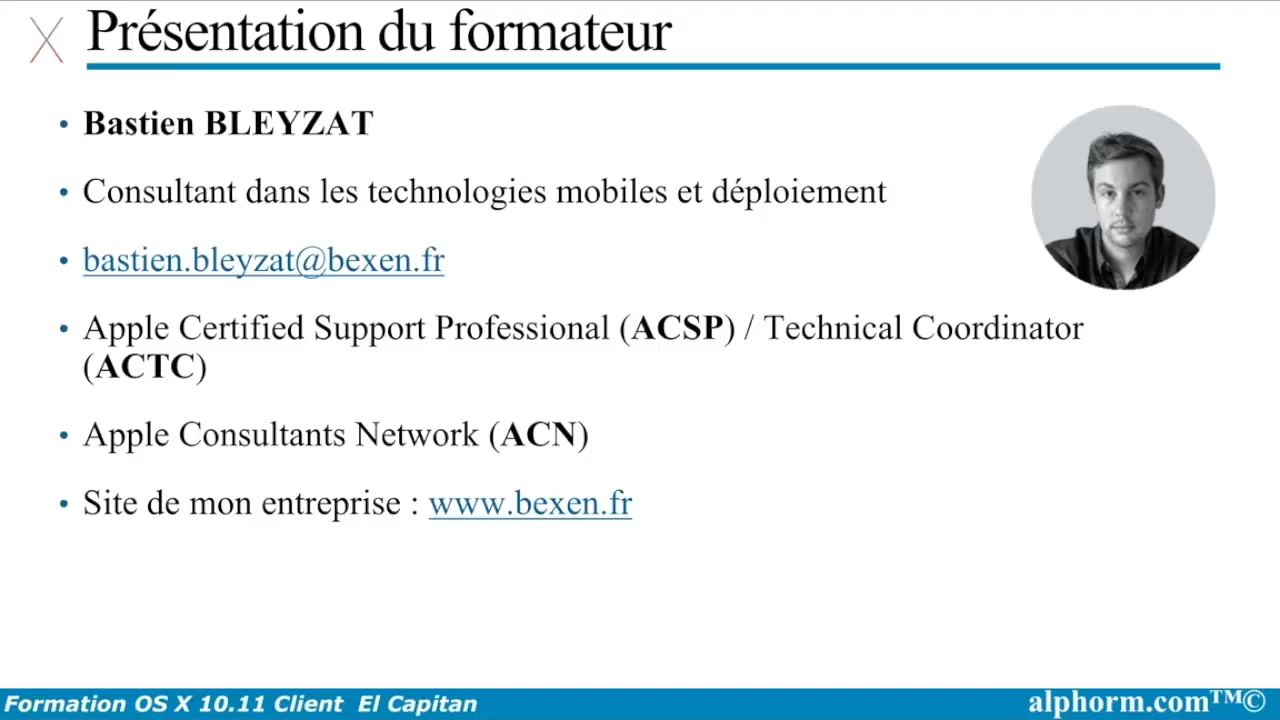 Présentation du formateur
• Bastien BLEYZAT
• Consultant dans les technologies mobiles et déploiement
• bastien.bleyzat@bexen.fr
• Apple Certified Support Professional (ACSP) / Technical Coordinator
(ACTC)
• Apple Consultants Network (ACN)
• Site de mon entreprise : www.bexen.fr
Formation OS X 10.11 Client El Capitan
alphorm.com™©